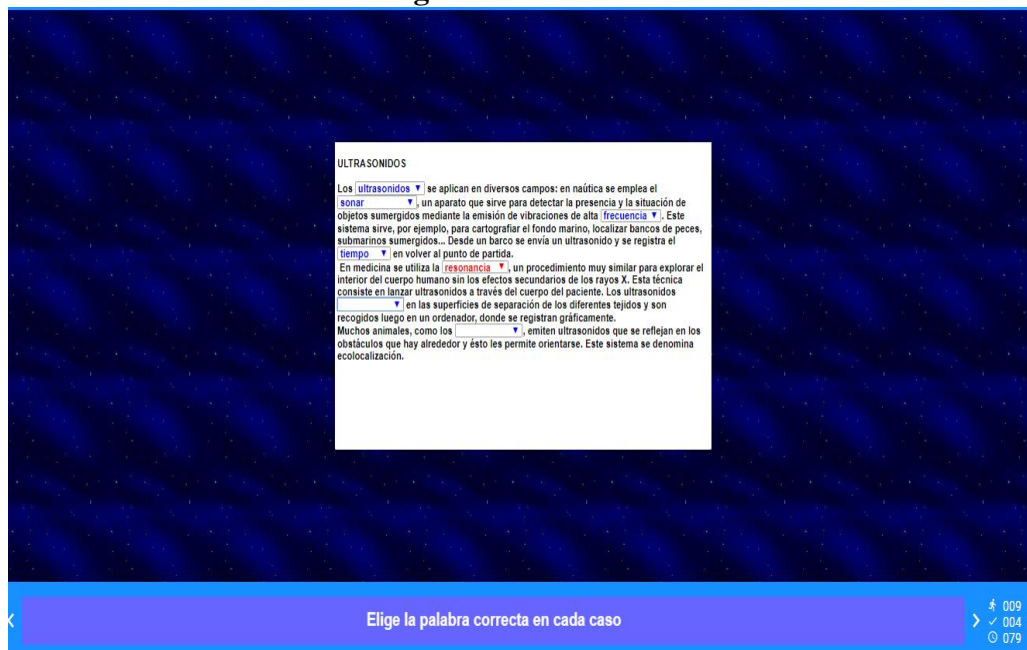 ULTRASONIDOS
Los ultrasonidos ▼ se aplican en diversos campos: en naútica se emplea el
sonar ▼, un aparato que sirve para detectar la presencia y la situación de
objetos sumergidos mediante la emisión de vibraciones de alta frecuencia ▼. Este
sistema sirve, por ejemplo, para cartografiar el fondo marino, localizar bancos de peces,
submarinos sumergidos... Desde un barco se envía un ultrasonido y se registra el
tiempo ▼ en volver al punto de partida.
En medicina se utiliza la resonancia ▼, un procedimiento muy similar para explorar el
interior del cuerpo humano sin los efectos secundarios de los rayos X. Esta técnica
consiste en lanzar ultrasonidos a través del cuerpo del paciente. Los ultrasonidos
▼ en las superficies de separación de los diferentes tejidos y son
recogidos luego en un ordenador, donde se registran gráficamente.
Muchos animales, como los ▼, emiten ultrasonidos que se reflejan en los
obstáculos que hay alrededor y ésto les permite orientarse. Este sistema se denomina
ecolocalización.
Elige la palabra correcta en cada caso
009
004
079